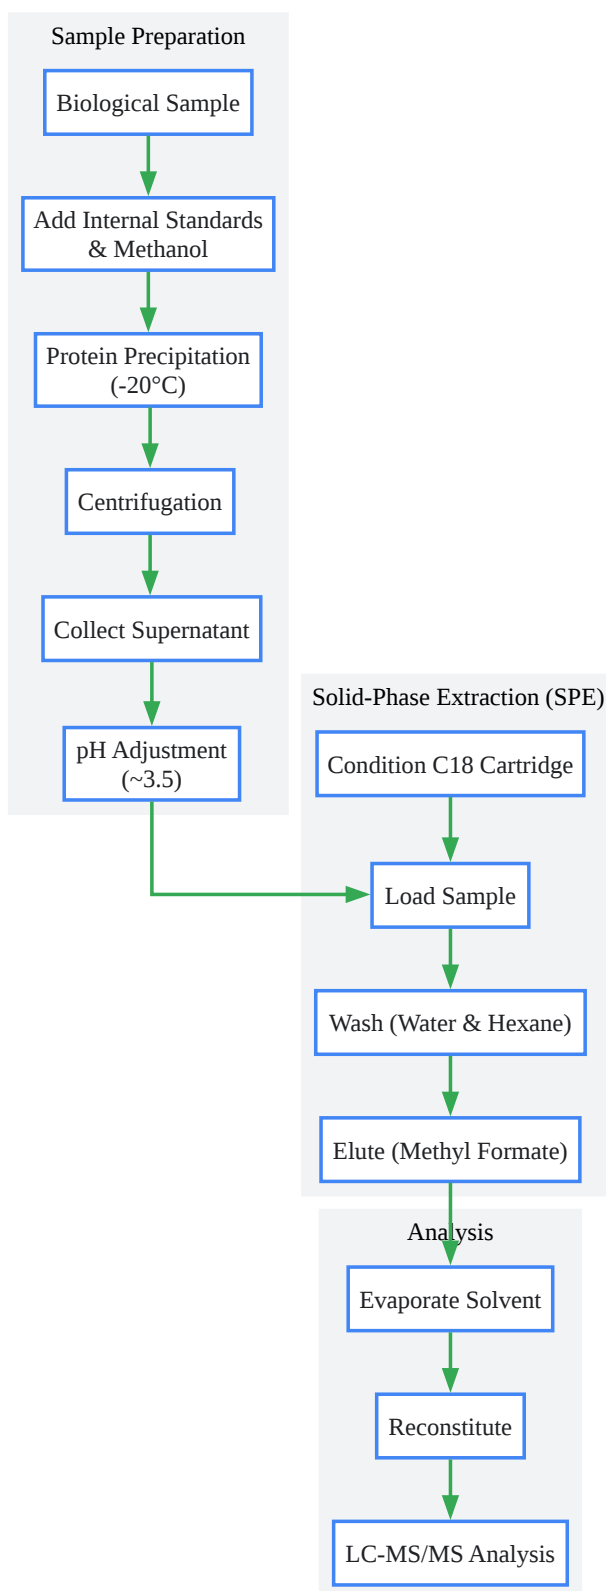 Sample Preparation
Biological Sample
Add Internal Standards
& Methanol
Protein Precipitation
(-20°C)
Centrifugation
Collect Supernatant
pH Adjustment
(~3.5)
Solid-Phase Extraction (SPE)
Condition C18 Cartridge
Load Sample
Wash (Water & Hexane)
Elute (Methyl Formate)
Analysis
Evaporate Solvent
Reconstitute
LC-MS/MS Analysis